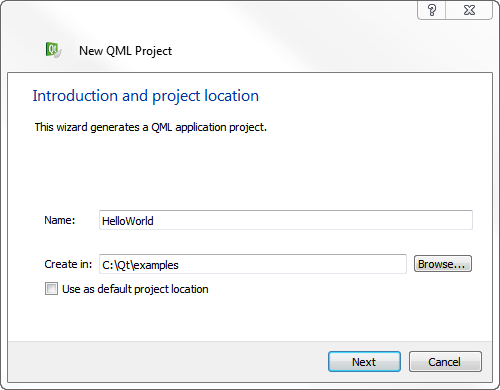 New QML Project
Introduction and project location
This wizard generates a QML application project.
Name: HelloWorld
Create in: C:\Qt\examples Browse...
Use as default project location
Next Cancel